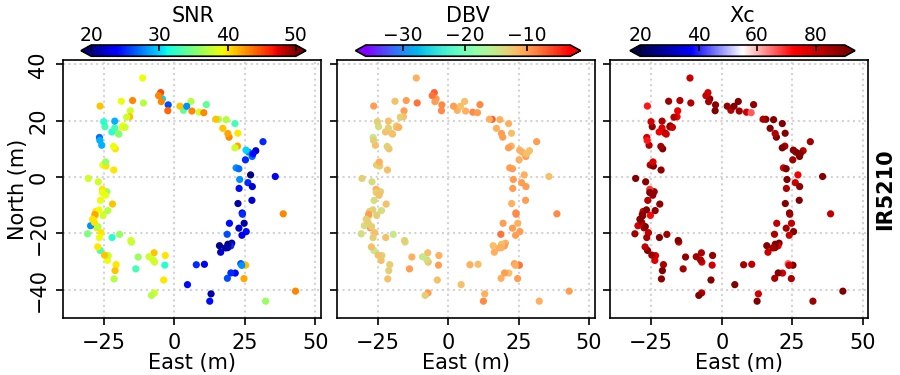 SNR DBV Xc
20 30 40 50 −30 −20 −10 20 40 60 80
40
20
0
−20
−40
North (m)
IR5210
−25 0 25 50 −25 0 25 50 −25 0 25 50
East (m) East (m) East (m)